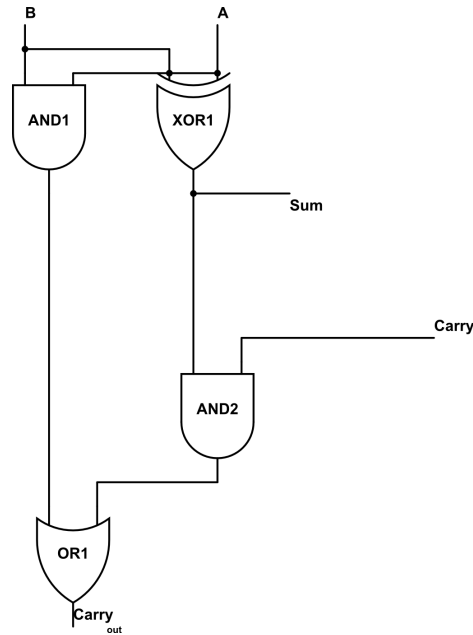 B A
AND1 XOR1
Sum
Carry
AND2
OR1
Carry
out